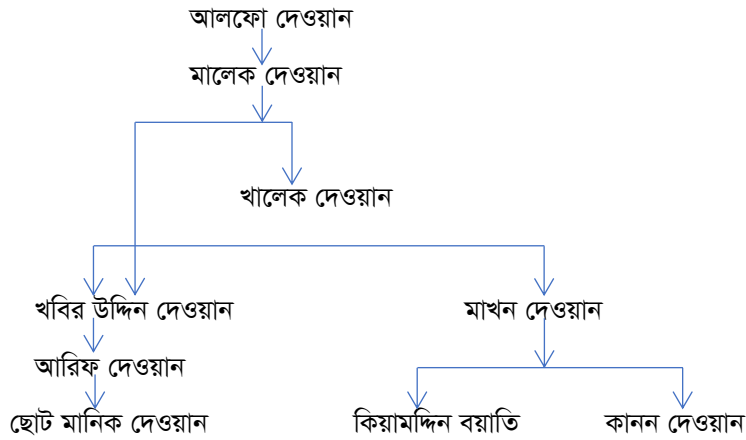 আলফো দেওয়ান
মালেক দেওয়ান
খালেক দেওয়ান
খবির উদ্দিন দেওয়ান
মাখন দেওয়ান
আরিফ দেওয়ান
ছোট মানিক দেওয়ান
কিয়ামদ্দিন বয়াতি
কানন দেওয়ান